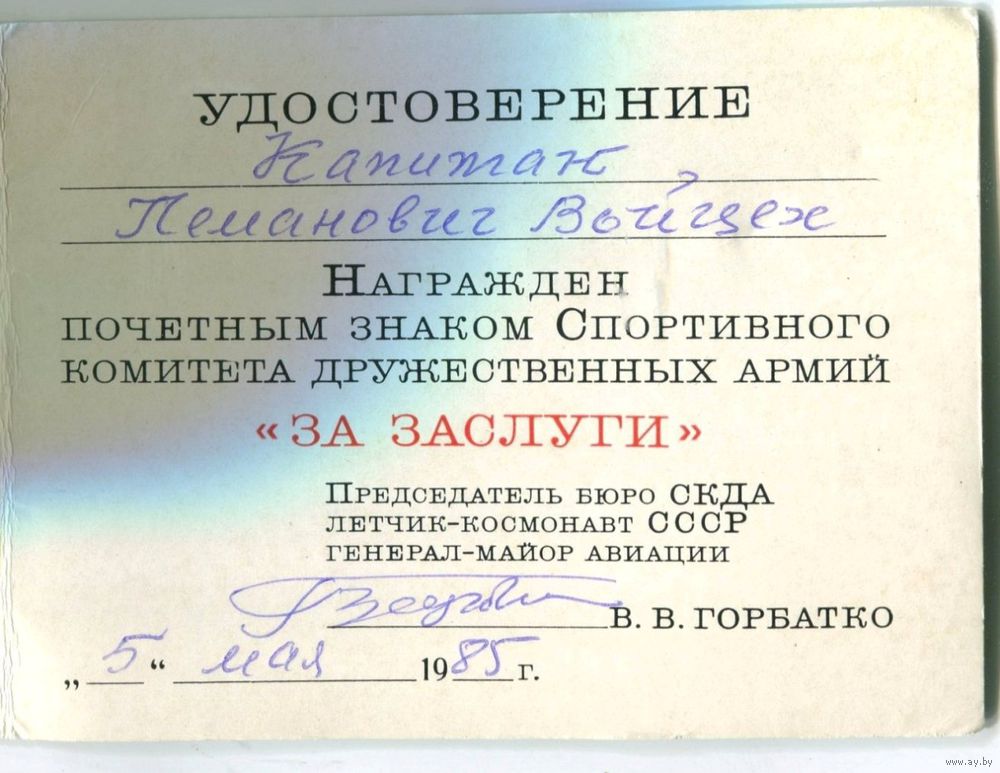 УДОСТОВЕРЕНИЕ
Капитан
Пеманович Войцех
НАГРАЖДЕН
ПОЧЕТНЫМ ЗНАКОМ СПОРТИВНОГО
КОМИТЕТА ДРУЖЕСТВЕННЫХ АРМИЙ
«ЗА ЗАСЛУГИ»
ПРЕДСЕДАТЕЛЬ БЮРО СКДА
ЛЕТЧИК-КОСМОНАВТ СССР
ГЕНЕРАЛ-МАЙОР АВИАЦИИ
В. В. ГОРБАТКО
„5“ мая 1985 г.
www.ay.by